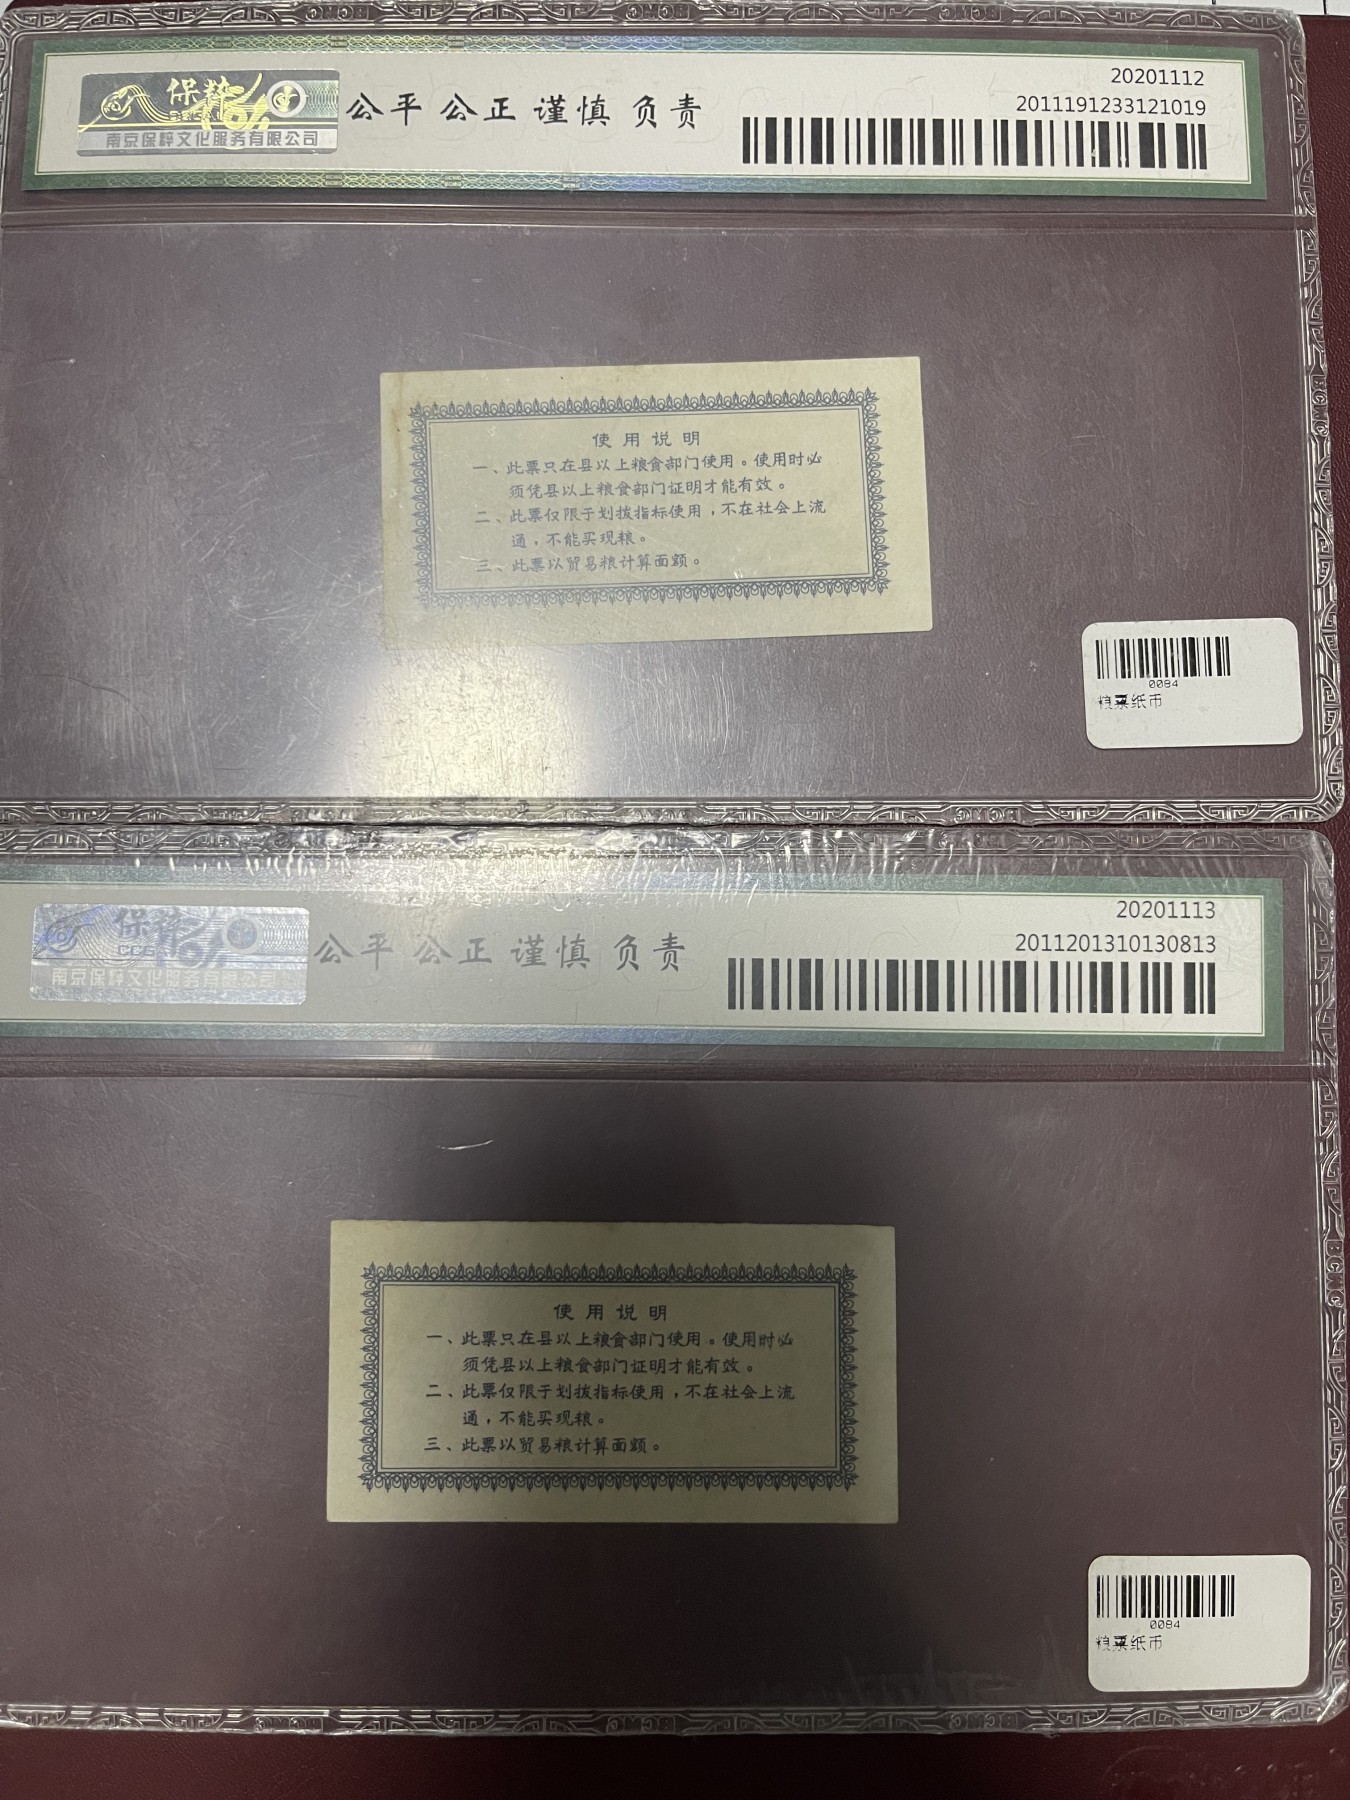 保粹
南京保粹文化服务有限公司
公平 公正 谨慎 负责
20201112
2011191233121019
使用说明
一、此票只在县以上粮食部门使用。使用时必
须凭县以上粮食部门证明才能有效。
二、此票仅限于划拨指标使用，不在社会上流
通，不能买现粮。
三、此票以贸易粮计算面额。
BCMC
0084
粮票纸币
保粹
CCG
南京保粹文化服务有限公司
公平 公正 谨慎 负责
20201113
2011201310130813
使用说明
一、此票只在县以上粮食部门使用。使用时必
须凭县以上粮食部门证明才能有效。
二、此票仅限于划拨指标使用，不在社会上流
通，不能买现粮。
三、此票以贸易粮计算面额。
BCMC
0084
粮票纸币